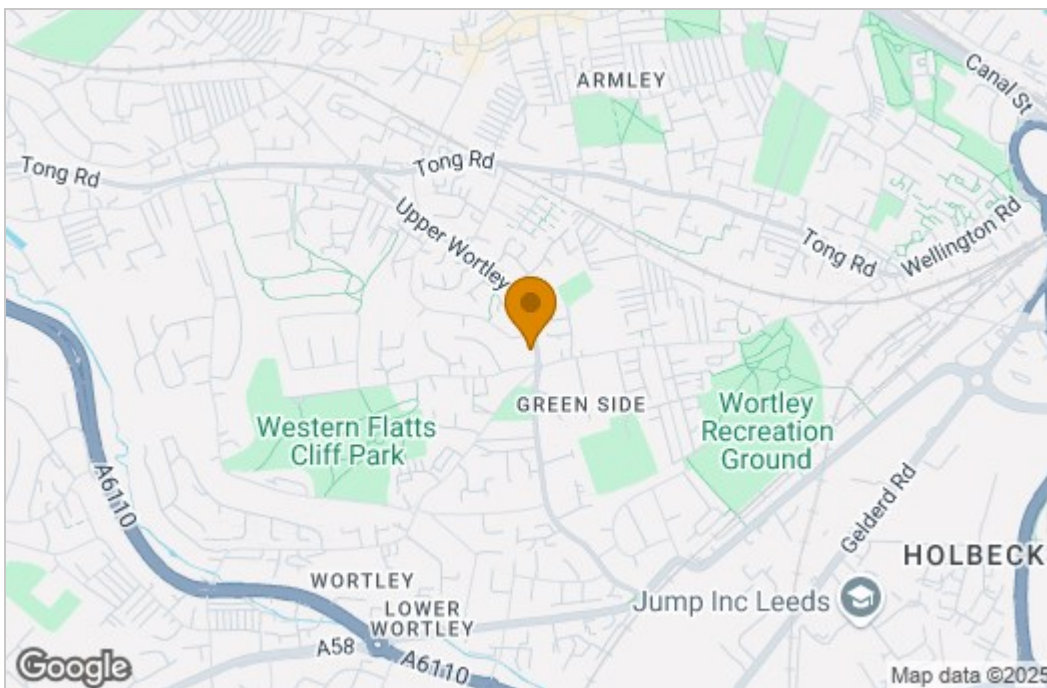 ARMLEY
Canal St
Tong Rd
Tong Rd
Upper Wortley
Tong Rd
Wellington Rd
GREEN SIDE
Western Flatts
Cliff Park
Wortley
Recreation
Ground
A6110
Gelderd Rd
HOLBECK
WORTLEY
Jump Inc Leeds
LOWER
WORTLEY
A58
A6110
Google
Map data ©2025